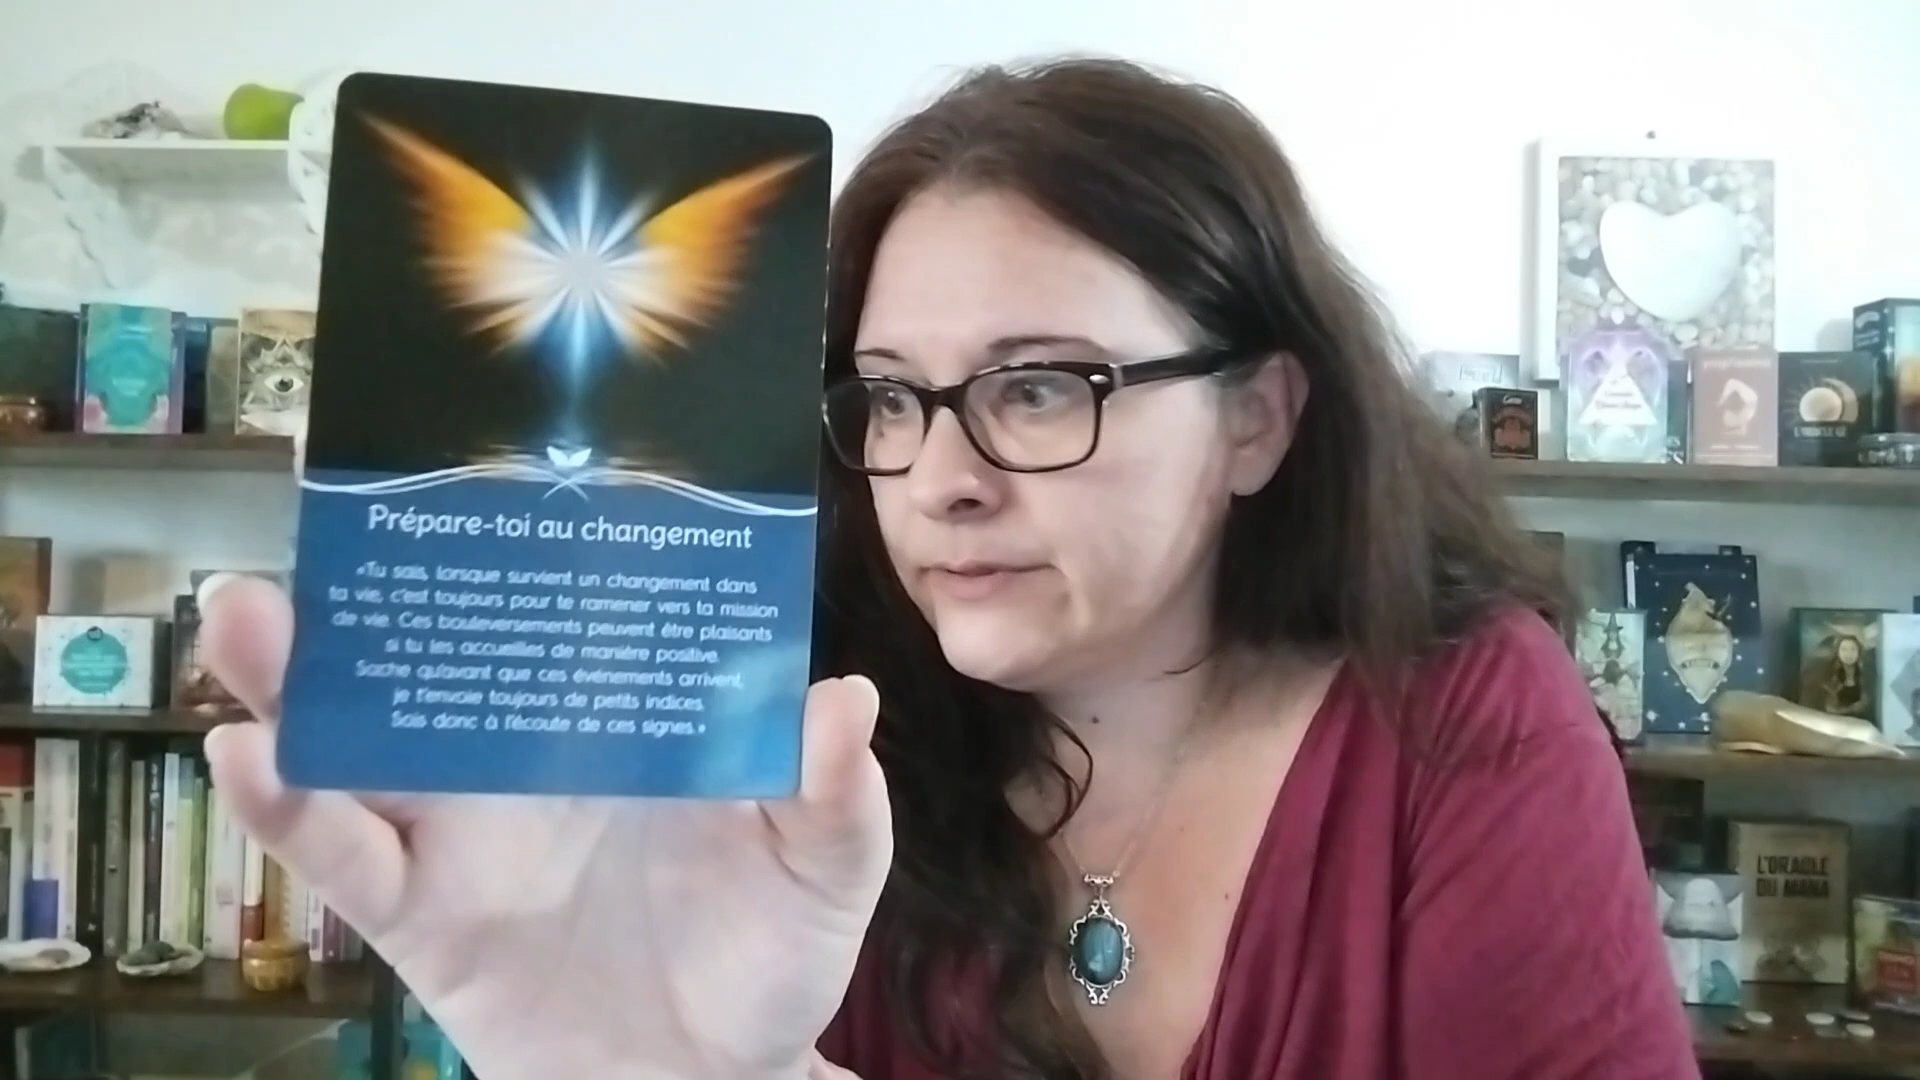 Prépare-toi au changement
«Tu sais, lorsque survient un changement dans
ta vie, c'est toujours pour te ramener vers ta mission
de vie. Ces bouleversements peuvent être plaisants
si tu les accueilles de manière positive.
Sache qu'avant que ces événements arrivent,
je t'envoie toujours de petits indices.
Sois donc à l'écoute de ces signes.»
L'ORACLE
DU MANA